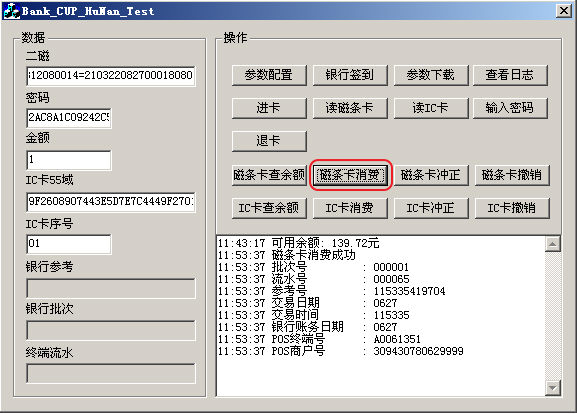 Bank_CUP_HuNan_Test
数据
二磁
12080014=210322082700018080
密码
2AC8A1C09242C5
金额
1
IC卡55域
9F2608907443E5D7E7C4449F270
IC卡序号
01
银行参考
银行批次
终端流水
操作
参数配置 银行签到 参数下载 查看日志
进卡 读磁条卡 读IC卡 输入密码
退卡
磁条卡查余额 磁条卡消费 磁条卡冲正 磁条卡撤销
IC卡查余额 IC卡消费 IC卡冲正 IC卡撤销
11:43:17 可用余额: 139.72元
11:53:37 磁条卡消费成功
11:53:37 批次号 : 000001
11:53:37 流水号 : 000065
11:53:37 参考号 : 115335419704
11:53:37 交易日期 : 0627
11:53:37 交易时间 : 115335
11:53:37 银行账务日期 : 0627
11:53:37 POS终端号 : A0061351
11:53:37 POS商户号 : 309430780629999